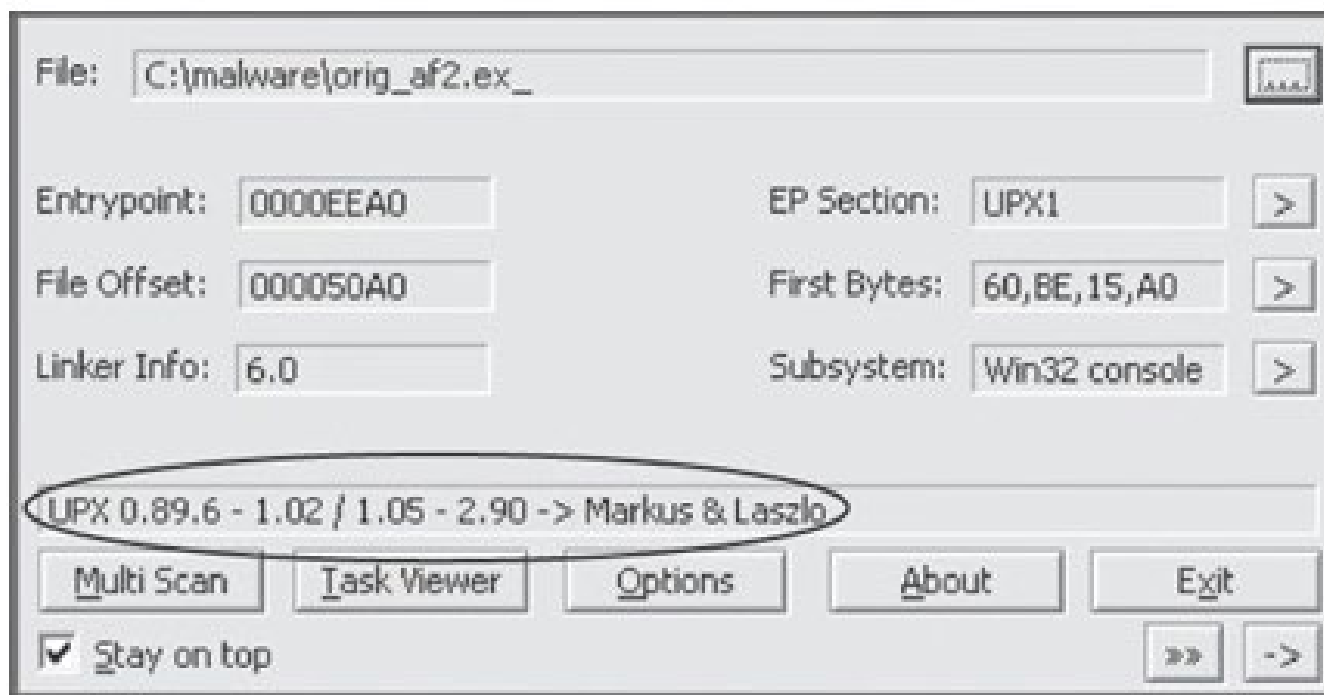 File: C:\malware\orig_af2.ex_ ...
Entrypoint: 0000EEA0 EP Section: UPX1 >
File Offset: 000050A0 First Bytes: 60,BE,15,A0 >
Linker Info: 6.0 Subsystem: Win32 console >
UPX 0.89.6 - 1.02 / 1.05 - 2.90 -> Markus & Laszlo
Multi Scan Task Viewer Options About Exit
Stay on top »» ->